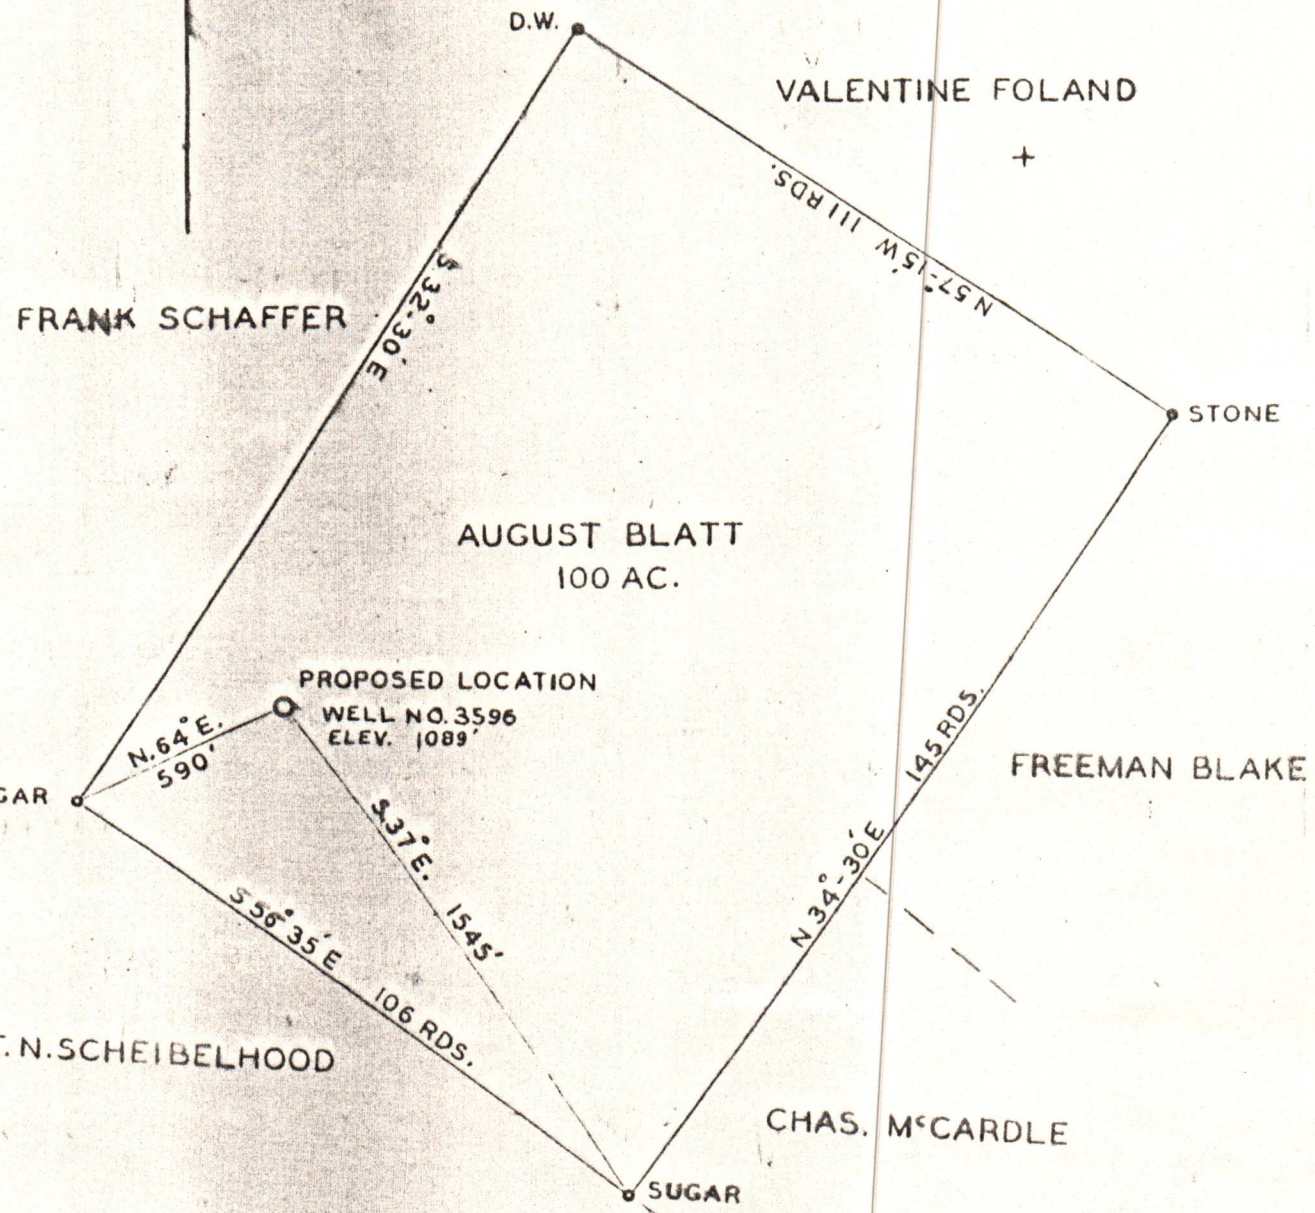 D.W.
VALENTINE FOLAND
N 57°-15'W 111 RDS.
S. 32°-30' E
FRANK SCHAFFER
STONE
AUGUST BLATT
100 AC.
PROPOSED LOCATION
WELL NO. 3596
ELEV. 1089'
N. 64° E.
590'
GAR
S. 37° E. 1545'
145 RDS.
N 34°-30' E
FREEMAN BLAKE
S 56° 35' E 106 RDS.
T. N. SCHEIBELHOOD
CHAS. McCARDLE
SUGAR